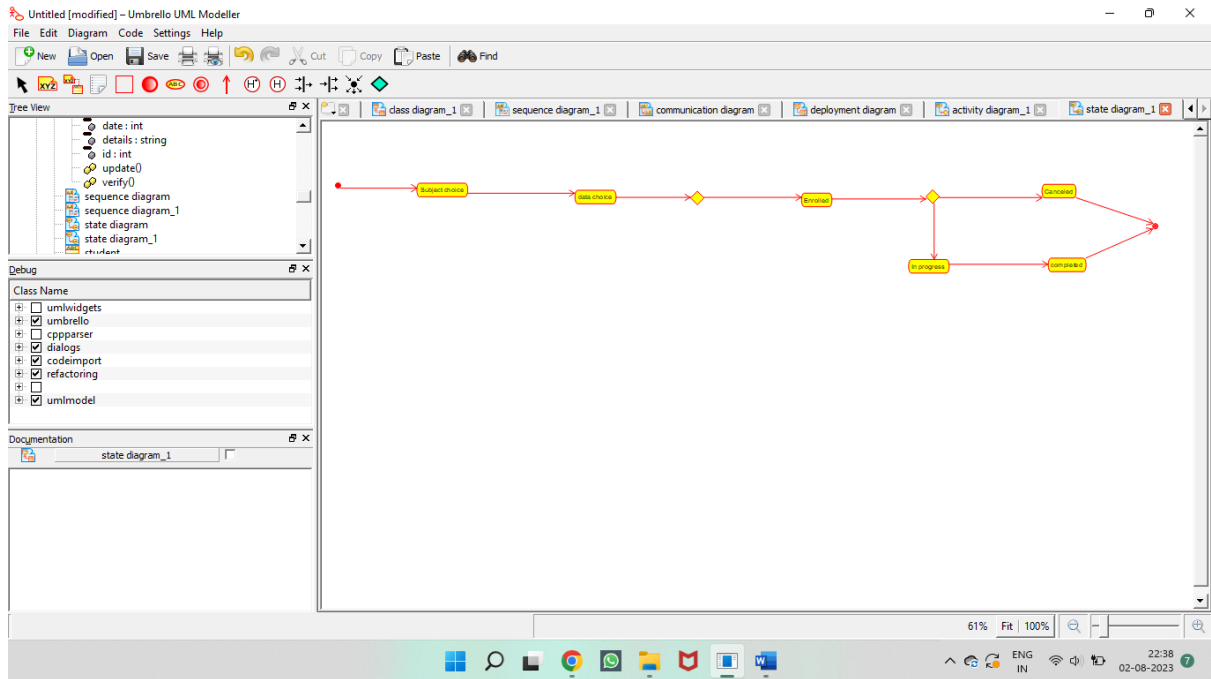 Untitled [modified] – Umbrello UML Modeller
File Edit Diagram Code Settings Help
New Open Save Cut Copy Paste Find
XYZ ABC H* H
Tree View
class diagram_1 sequence diagram_1 communication diagram deployment diagram activity diagram_1 state diagram_1
date : int
details : string
id : int
update()
verify()
sequence diagram
sequence diagram_1
state diagram
state diagram_1
student
Subject choice
data choice
Enrolled
Canceled
In progress
completed
Debug
Class Name
umlwidgets
umbrello
cppparser
dialogs
codeimport
refactoring
umlmodel
Documentation
state diagram_1
61% Fit 100%
ENG
IN
22:38
02-08-2023
7